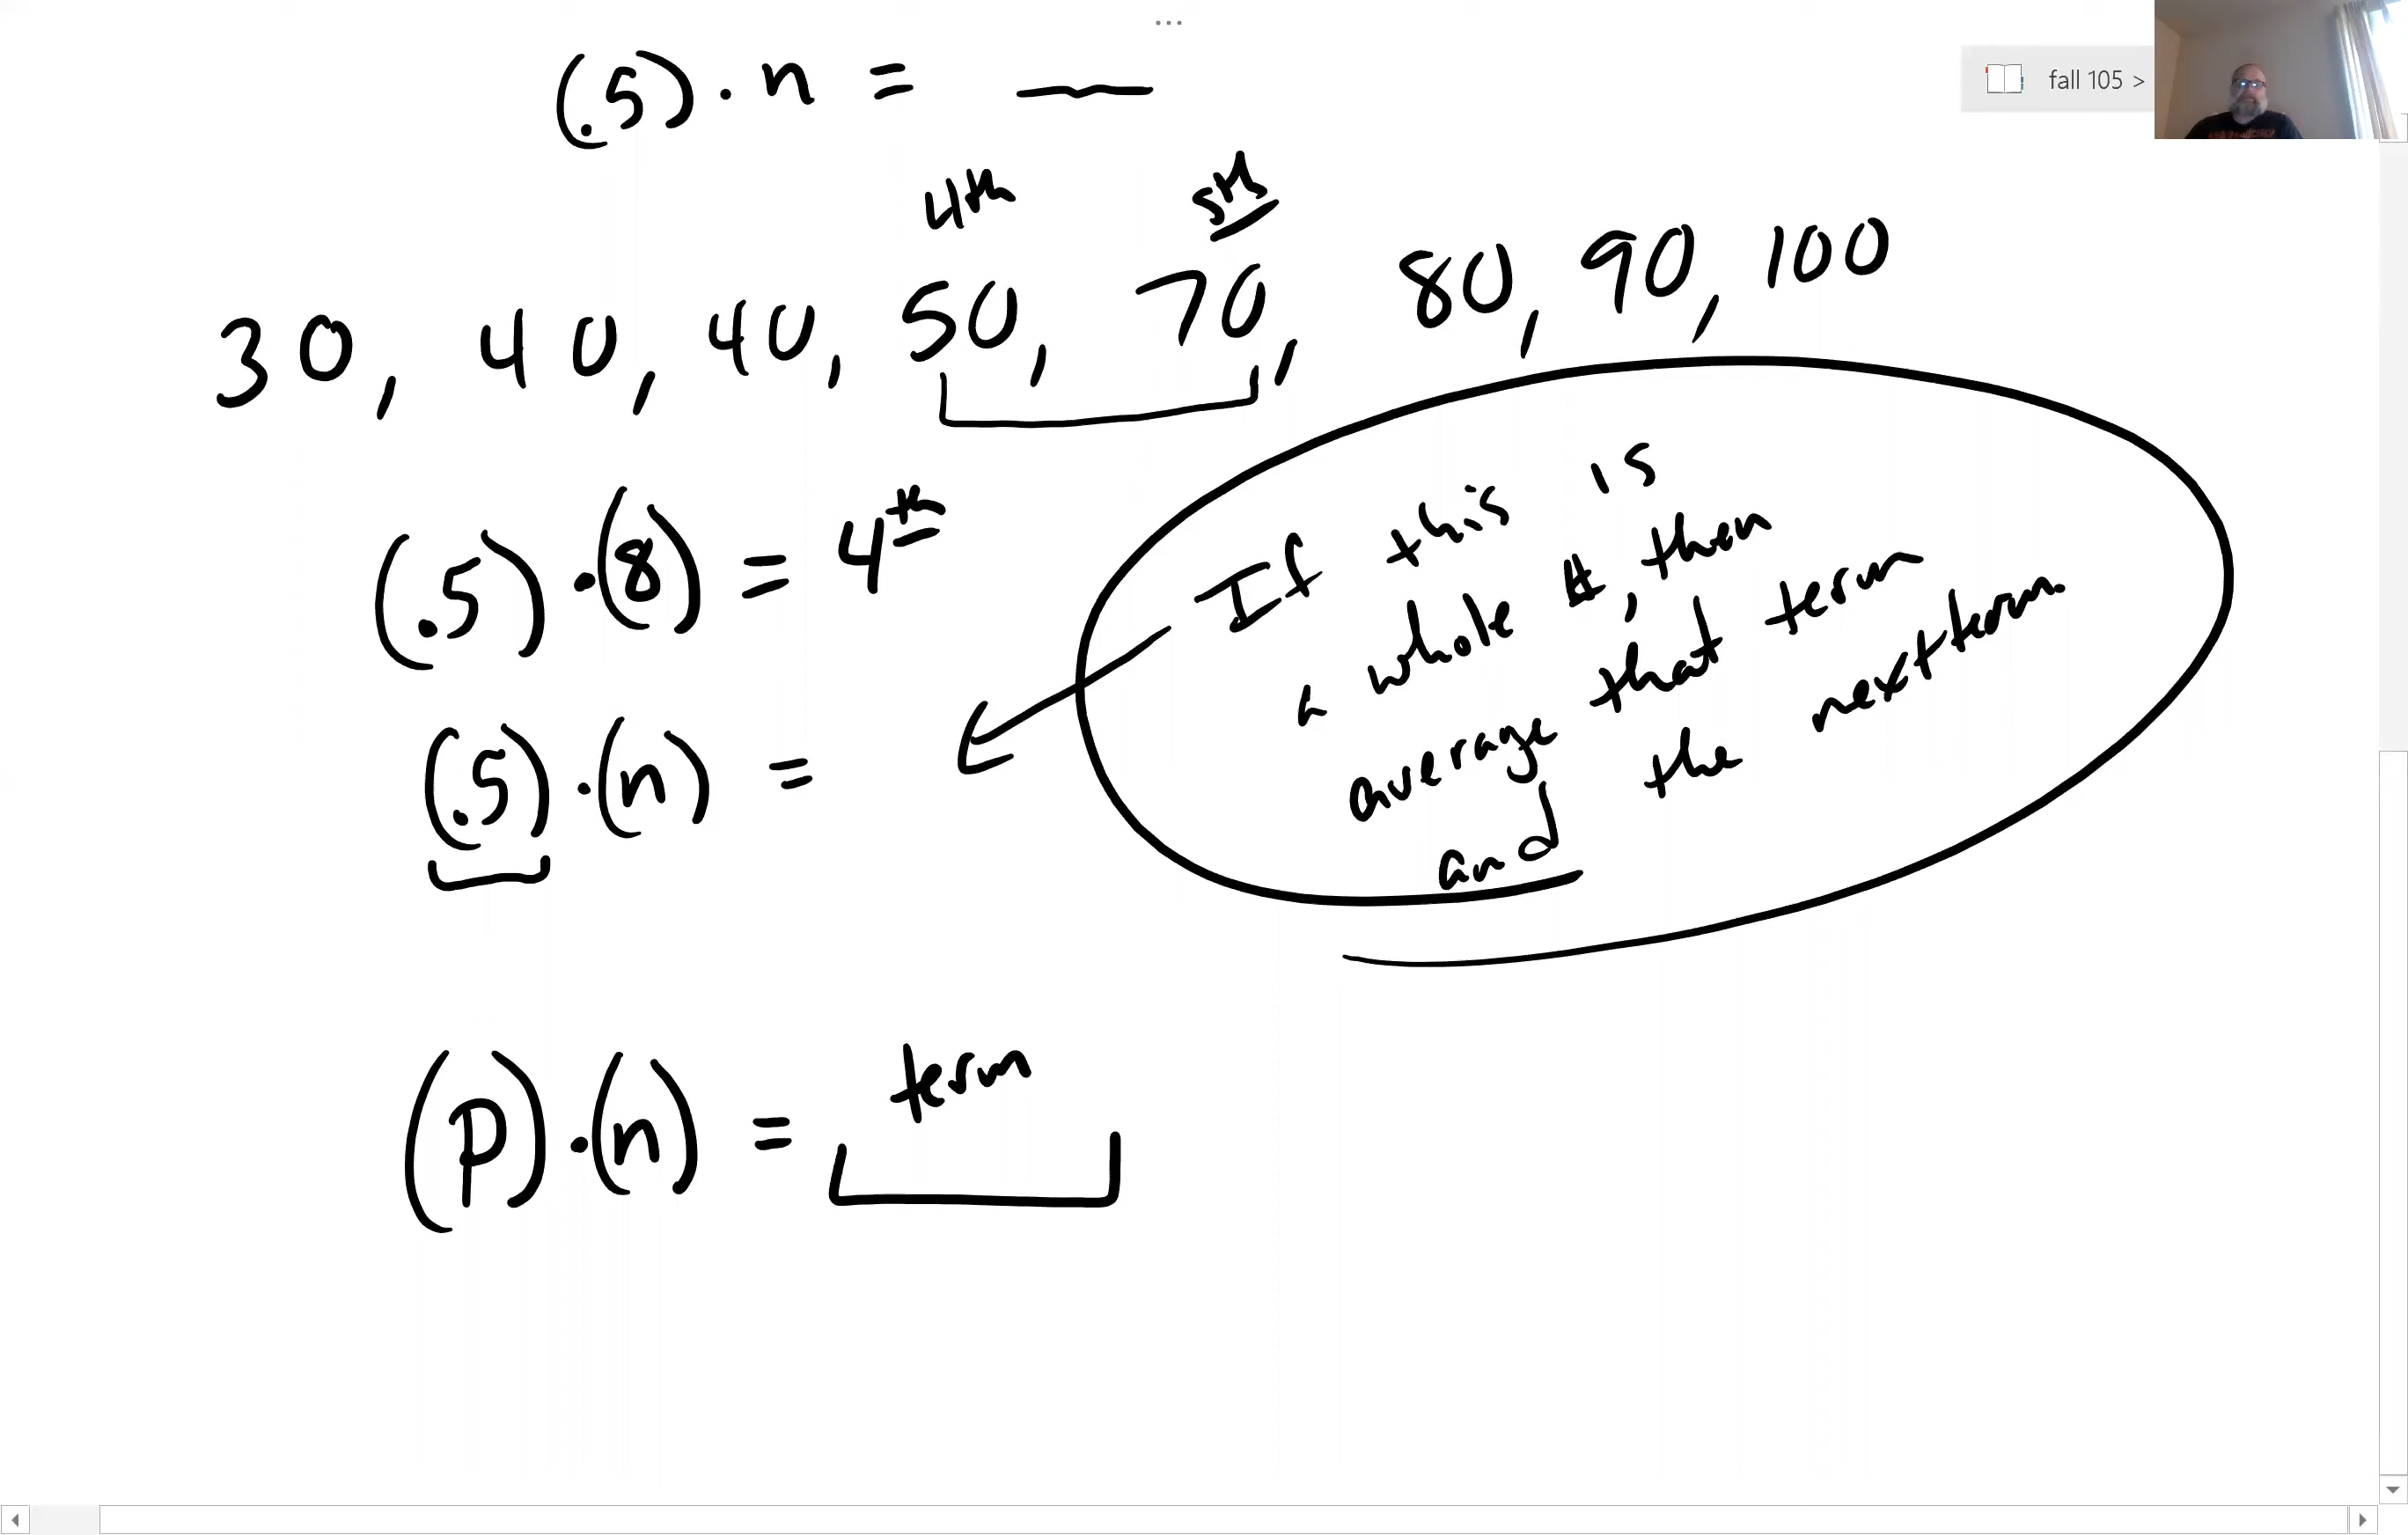 ...
(.5) · n = __
fall 105 >
4th 5th
30, 40, 40, 50, 70, 80, 90, 100
(.5) · (8) = 4th
If this is
a whole #, then
average that term
and the next term.
(.5) · (n) =
(p) · (n) = term